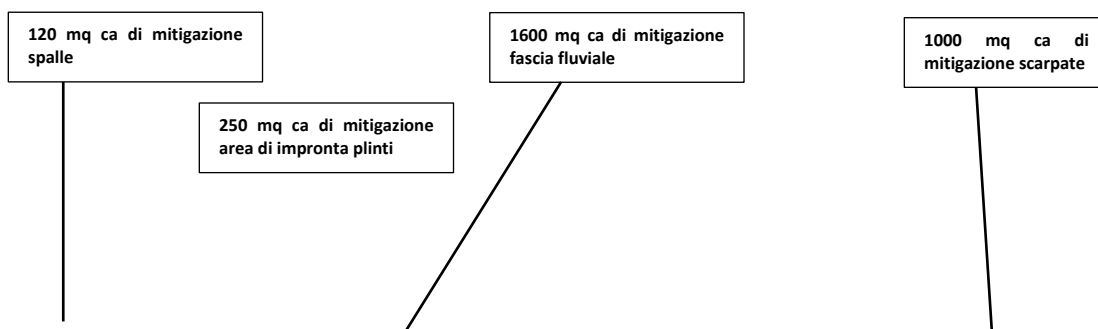 120 mq ca di mitigazione
spalle
1600 mq ca di mitigazione
fascia fluviale
1000 mq ca di
mitigazione scarpate
250 mq ca di mitigazione
area di impronta plinti